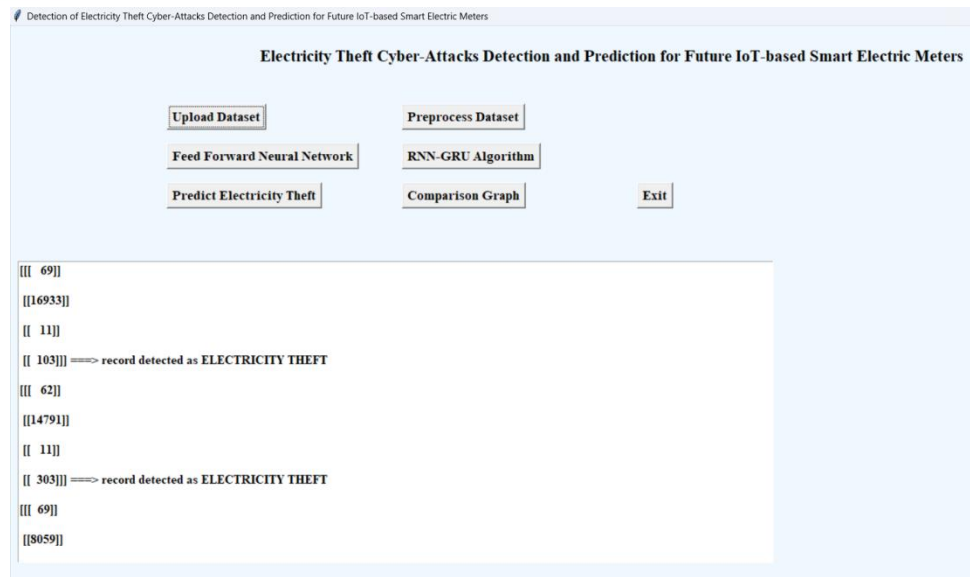 Detection of Electricity Theft Cyber-Attacks Detection and Prediction for Future IoT-based Smart Electric Meters
Electricity Theft Cyber-Attacks Detection and Prediction for Future IoT-based Smart Electric Meters
Upload Dataset Preprocess Dataset
Feed Forward Neural Network RNN-GRU Algorithm
Predict Electricity Theft Comparison Graph Exit
[[[ 69]]
[[16933]]
[[ 11]]
[[ 103]]] ===> record detected as ELECTRICITY THEFT
[[[ 62]]
[[14791]]
[[ 11]]
[[ 303]]] ===> record detected as ELECTRICITY THEFT
[[[ 69]]
[[8059]]